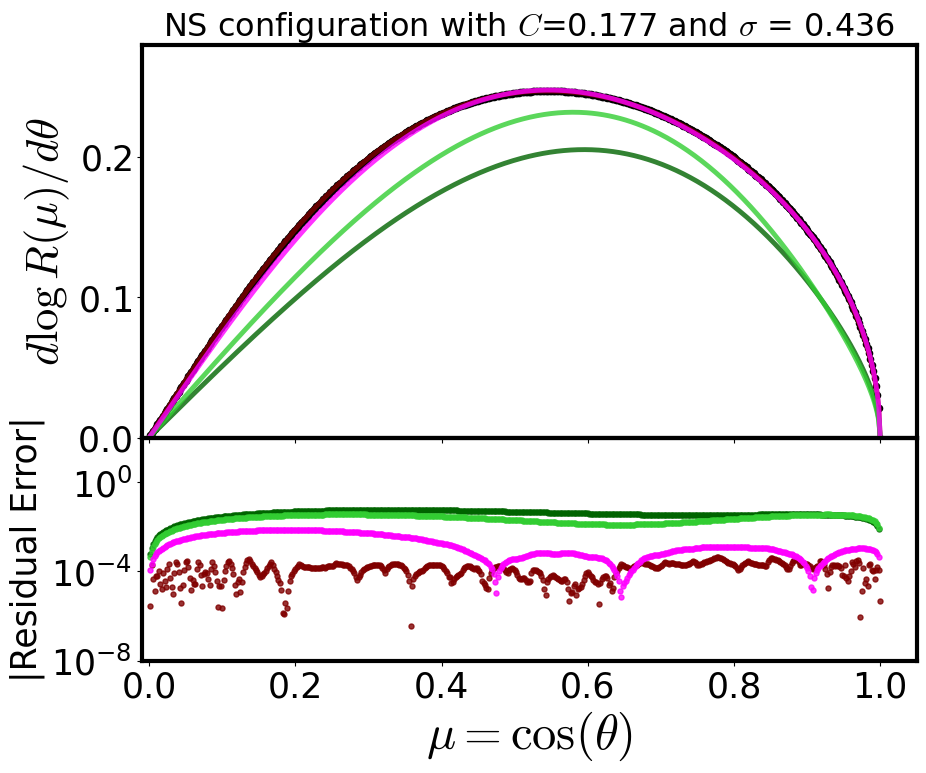 NS configuration with C=0.177 and σ = 0.436
d log R(μ)/dθ
0.2
0.1
0.0
|Residual Error|
10⁰
10⁻⁴
10⁻⁸
0.0 0.2 0.4 0.6 0.8 1.0
μ = cos(θ)